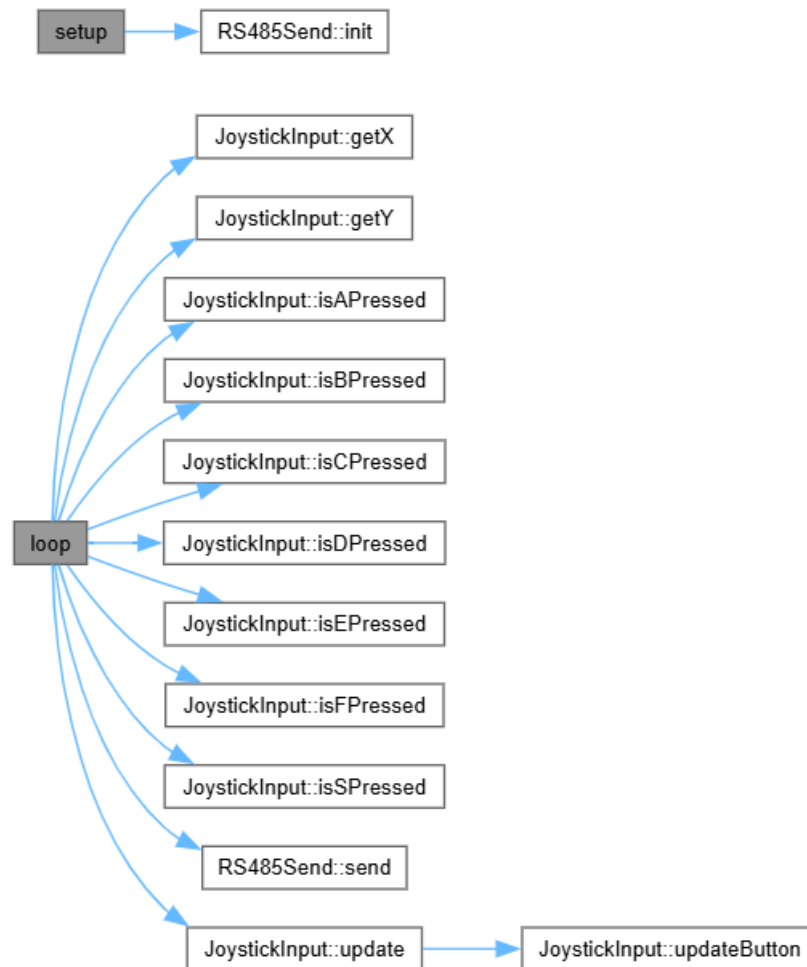 setup
RS485Send::init
JoystickInput::getX
JoystickInput::getY
JoystickInput::isAPressed
JoystickInput::isBPressed
JoystickInput::isCPressed
loop
JoystickInput::isDPressed
JoystickInput::isEPressed
JoystickInput::isFPressed
JoystickInput::isSPressed
RS485Send::send
JoystickInput::update
JoystickInput::updateButton